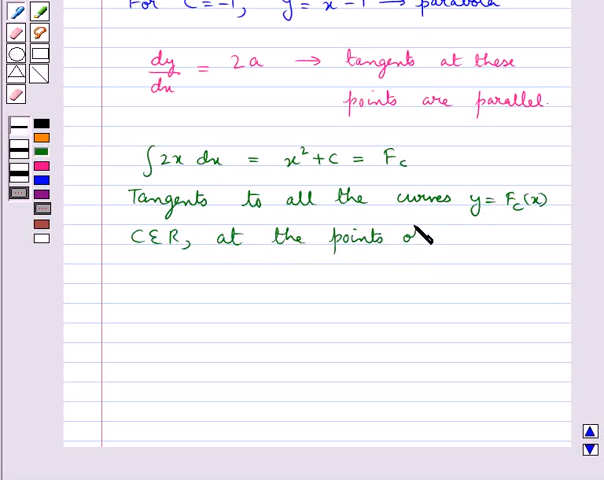 For C = -1, y = x² - 1 → parabola
dy/dx = 2a → tangents at these
points are parallel.
∫ 2x dx = x² + c = F_c
Tangents to all the curves y = F_c(x)
C ∈ R, at the points o